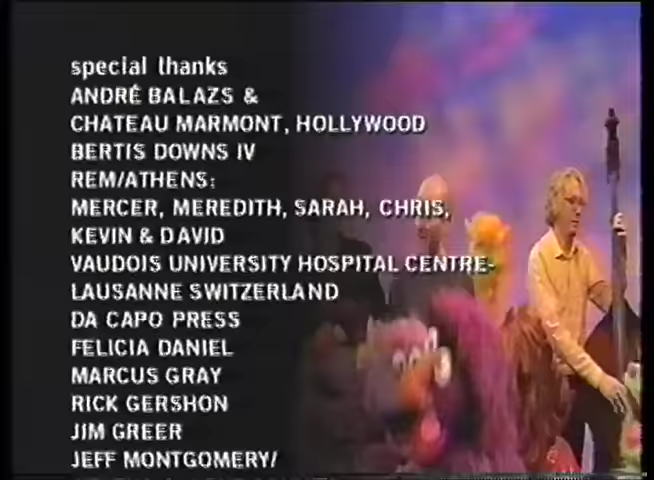 special thanks
ANDRÉ BALAZS &
CHATEAU MARMONT, HOLLYWOOD
BERTIS DOWNS IV
REM/ATHENS:
MERCER, MEREDITH, SARAH, CHRIS,
KEVIN & DAVID
VAUDOIS UNIVERSITY HOSPITAL CENTRE-
LAUSANNE SWITZERLAND
DA CAPO PRESS
FELICIA DANIEL
MARCUS GRAY
RICK GERSHON
JIM GREER
JEFF MONTGOMERY/